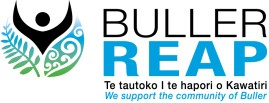 BULLER
REAP
Te tautoko I te hapori o Kawatiri
We support the community of Buller